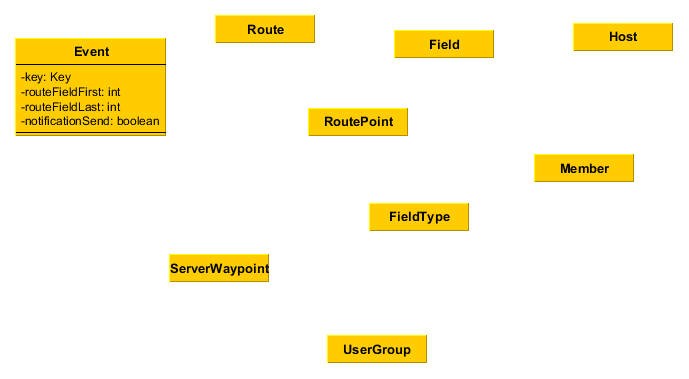 Route
Field
Host
Event
-key: Key
-routeFieldFirst: int
-routeFieldLast: int
-notificationSend: boolean
RoutePoint
Member
FieldType
ServerWaypoint
UserGroup